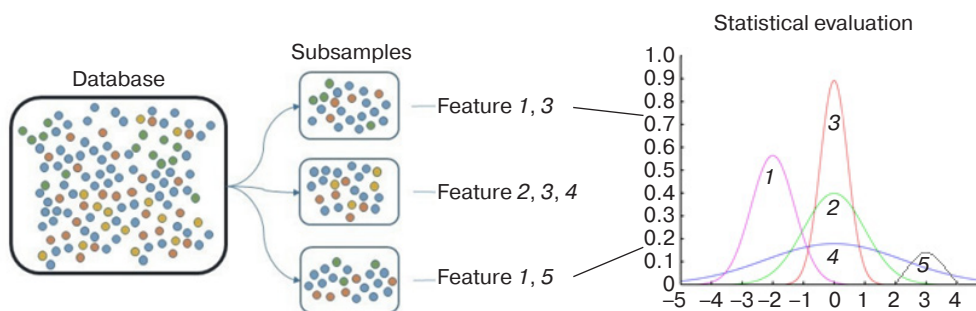 Statistical evaluation
Database
Subsamples
Feature 1, 3
Feature 2, 3, 4
Feature 1, 5
1.0
0.9
0.8
0.7
0.6
0.5
0.4
0.3
0.2
0.1
0
3
1
2
4
5
–5 –4 –3 –2 –1 0 1 2 3 4